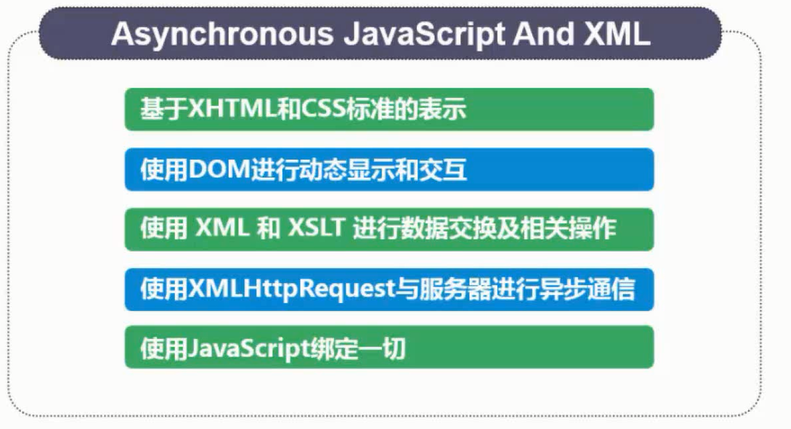 Asynchronous JavaScript And XML
基于XHTML和CSS标准的表示
使用DOM进行动态显示和交互
使用 XML 和 XSLT 进行数据交换及相关操作
使用XMLHttpRequest与服务器进行异步通信
使用JavaScript绑定一切